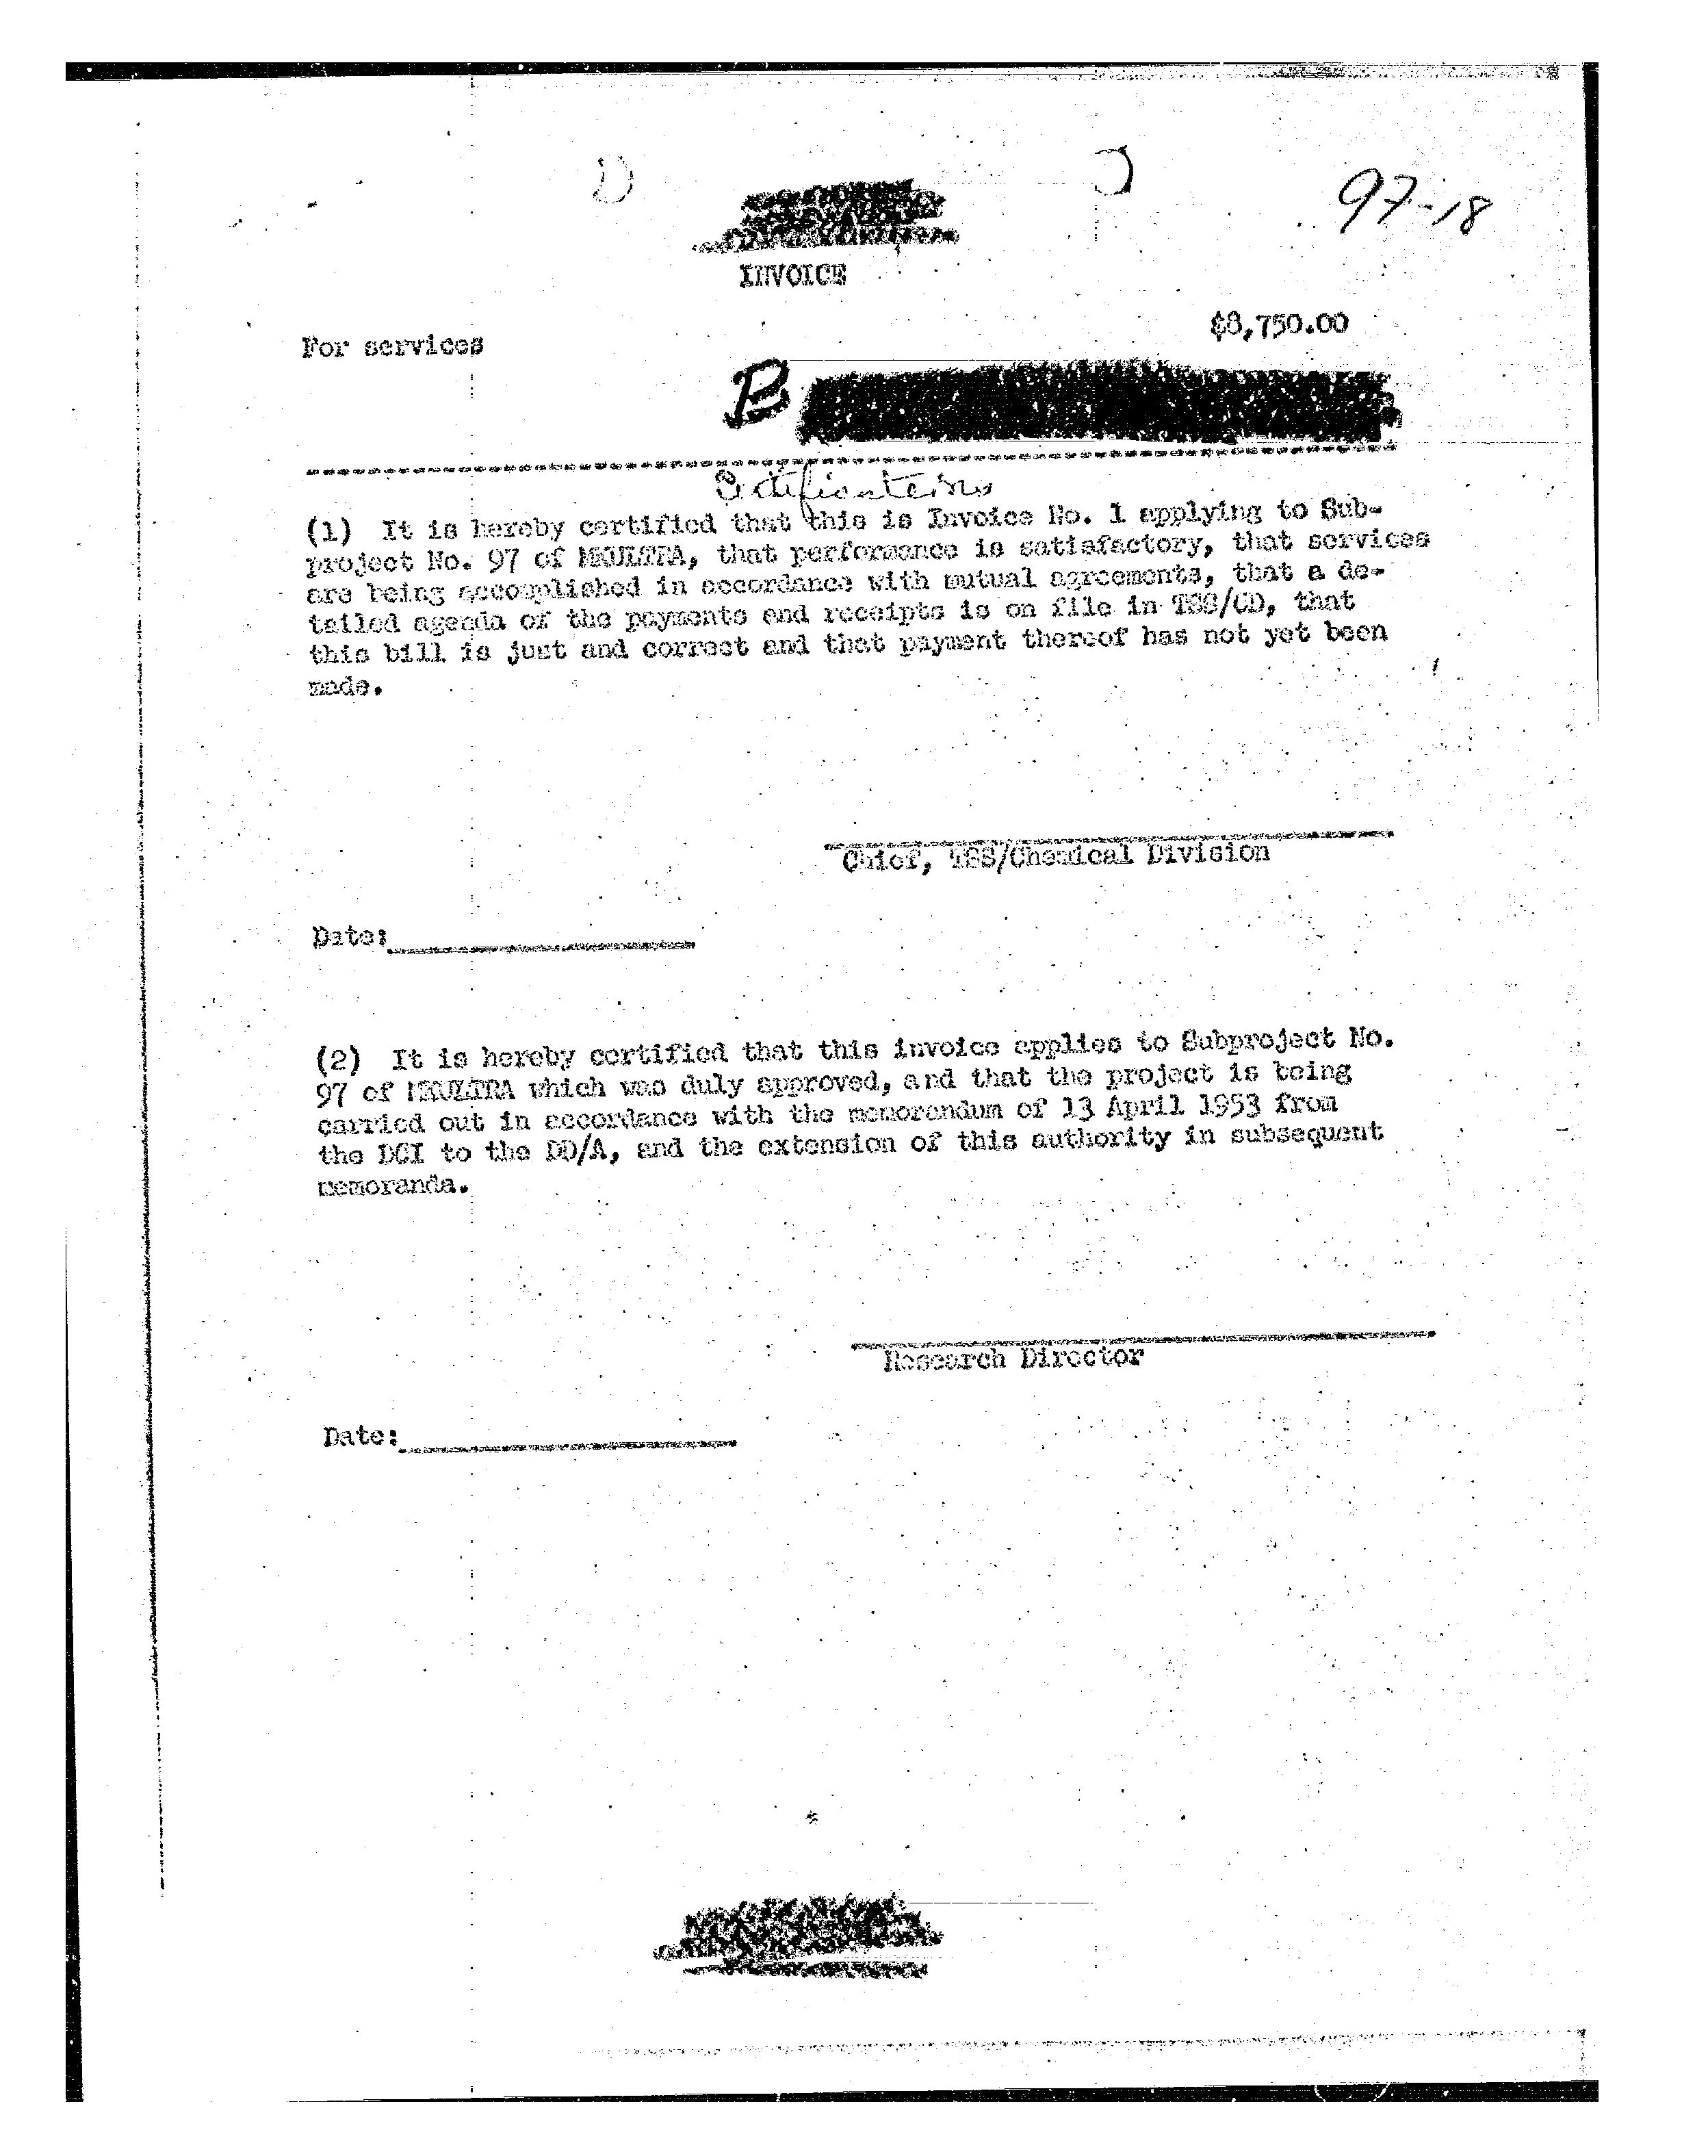 97-18
INVOICE
$8,750.00
For services
B
Certifications
(1) It is hereby certified that this is Invoice No. 1 applying to Sub-
project No. 97 of MKULTRA, that performance is satisfactory, that services
are being accomplished in accordance with mutual agreements, that a de-
tailed agenda of the payments and receipts is on file in TSS/CD, that
this bill is just and correct and that payment thereof has not yet been
made.
Chief, TSS/Chemical Division
Date:
(2) It is hereby certified that this invoice applies to Subproject No.
97 of MKULTRA which was duly approved, and that the project is being
carried out in accordance with the memorandum of 13 April 1953 from
the DCI to the DD/A, and the extension of this authority in subsequent
memoranda.
Research Director
Date: